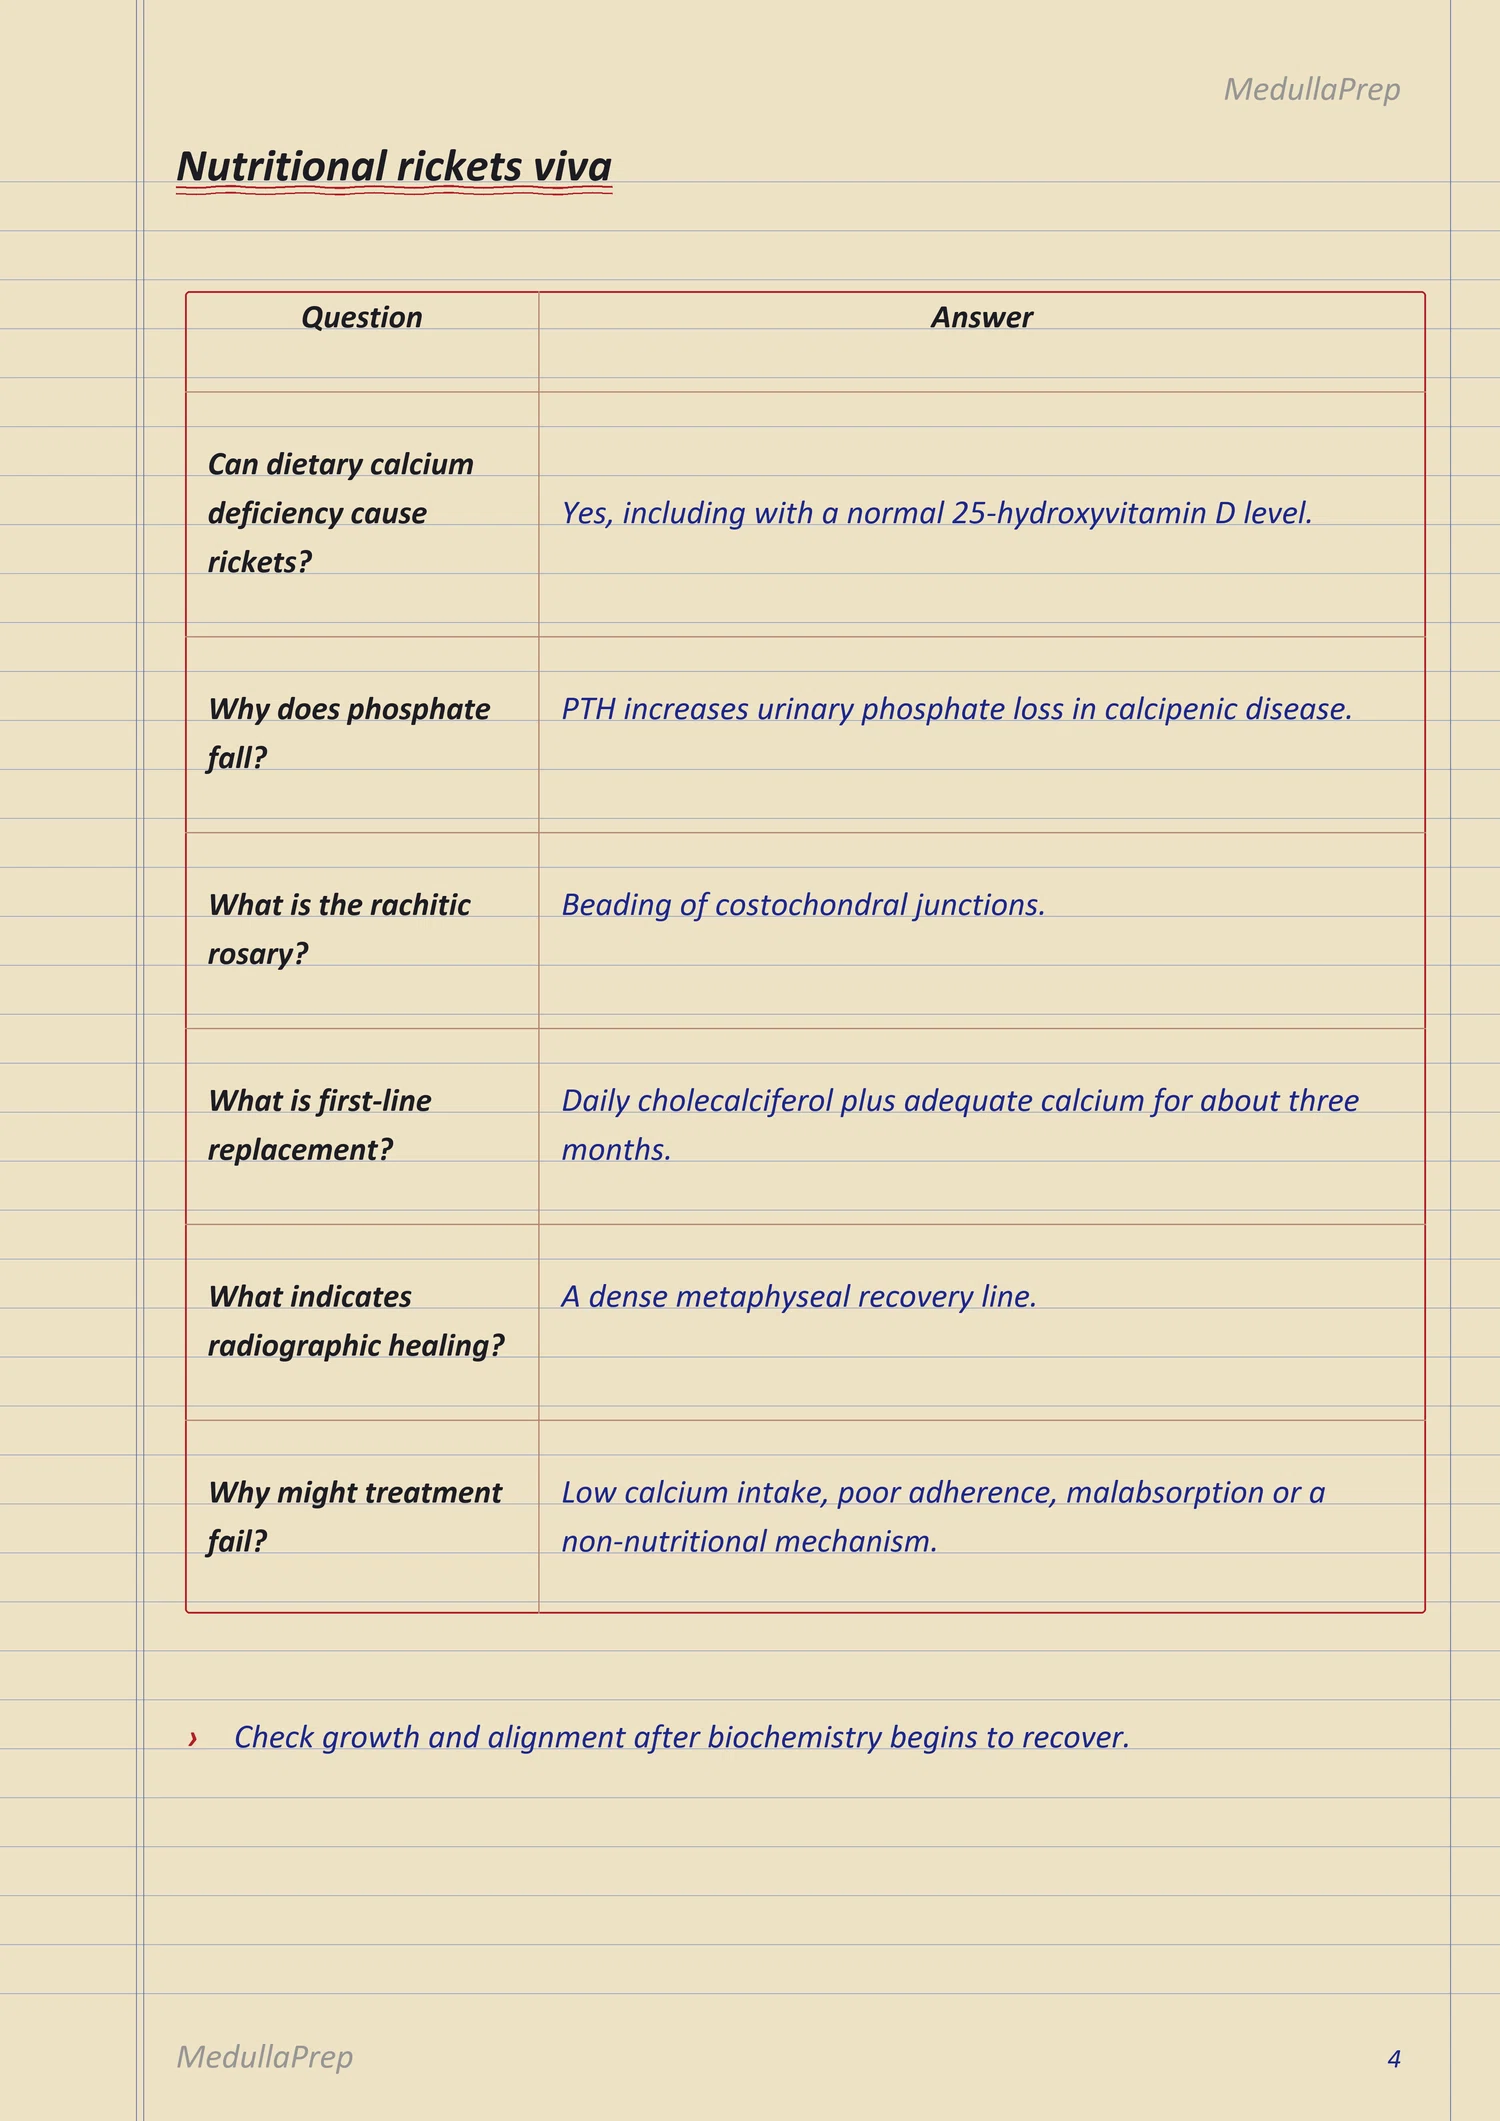 MedullaPrep
Nutritional rickets viva
Question
Answer
Can dietary calcium
deficiency cause
rickets?
Yes, including with a normal 25-hydroxyvitamin D level.
Why does phosphate
fall?
PTH increases urinary phosphate loss in calcipenic disease.
What is the rachitic
rosary?
Beading of costochondral junctions.
What is first-line
replacement?
Daily cholecalciferol plus adequate calcium for about three
months.
What indicates
radiographic healing?
A dense metaphyseal recovery line.
Why might treatment
fail?
Low calcium intake, poor adherence, malabsorption or a
non-nutritional mechanism.
› Check growth and alignment after biochemistry begins to recover.
MedullaPrep
4